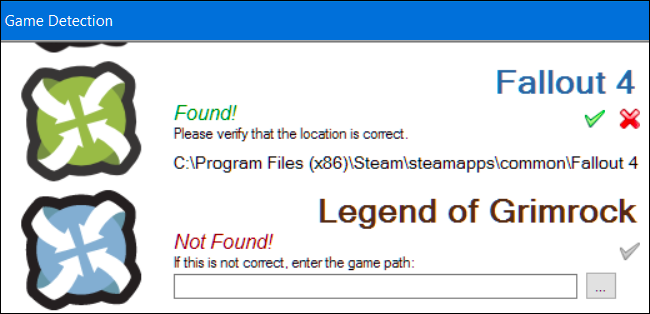 Game Detection
Fallout 4
Found!
Please verify that the location is correct.
C:\Program Files (x86)\Steam\steamapps\common\Fallout 4
Legend of Grimrock
Not Found!
If this is not correct, enter the game path:
...